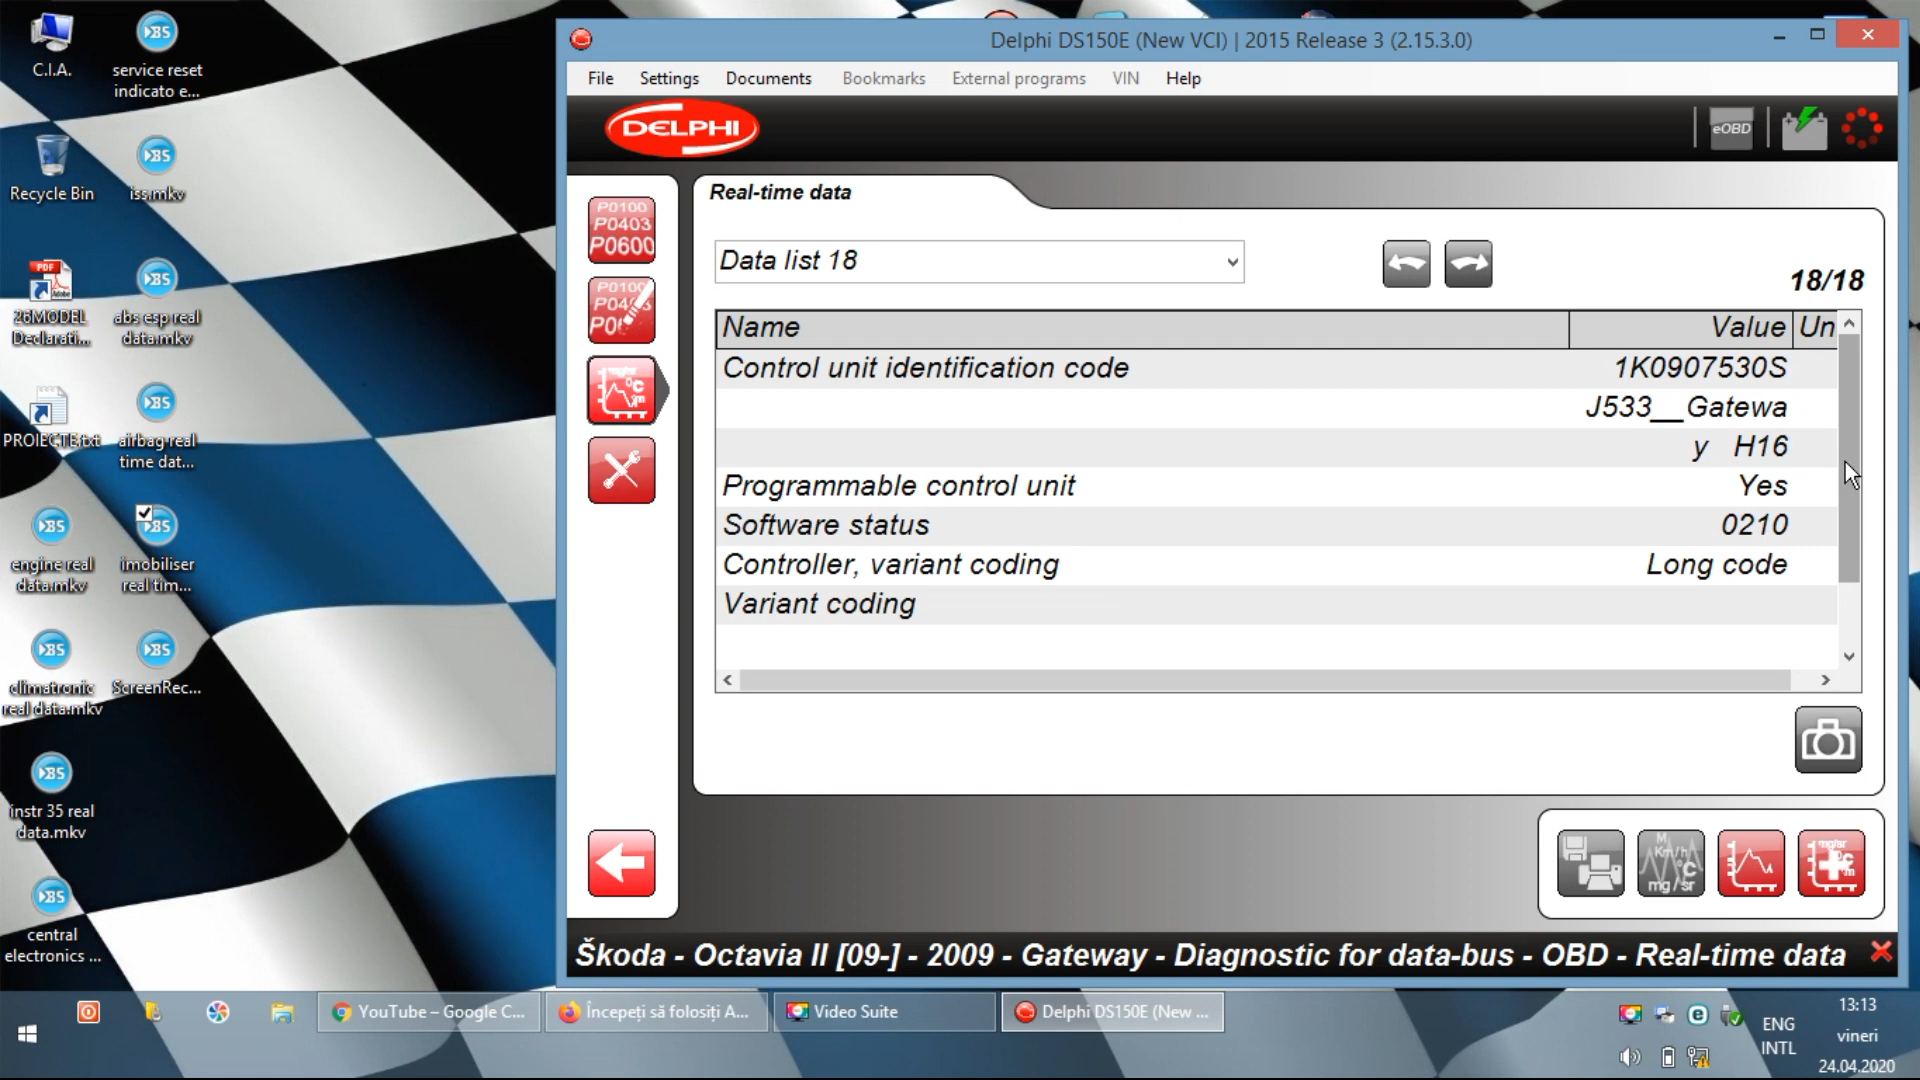 C.I.A.
service reset
indicato e...
Recycle Bin
iss.mkv
PDF
Adobe
26MODEL
Declarati...
abs esp real
data.mkv
PROIECTE.txt
airbag real
time dat...
engine real
data.mkv
imobiliser
real tim...
climatronic
real data.mkv
ScreenRec...
instr 35 real
data.mkv
central
electronics ...
Delphi DS150E (New VCI) | 2015 Release 3 (2.15.3.0)
File Settings Documents Bookmarks External programs VIN Help
DELPHI
eOBD
P0100
P0403
P0600
Real-time data
Data list 18
18/18
Name Value Un
Control unit identification code 1K0907530S
J533__Gatewa
y H16
Programmable control unit Yes
Software status 0210
Controller, variant coding Long code
Variant coding
M
Km/h
°C
mg/sr
Škoda - Octavia II [09-] - 2009 - Gateway - Diagnostic for data-bus - OBD - Real-time data
YouTube – Google C...
Începeți să folosiți A...
Video Suite
Delphi DS150E (New ...
ENG
INTL
13:13
vineri
24.04.2020